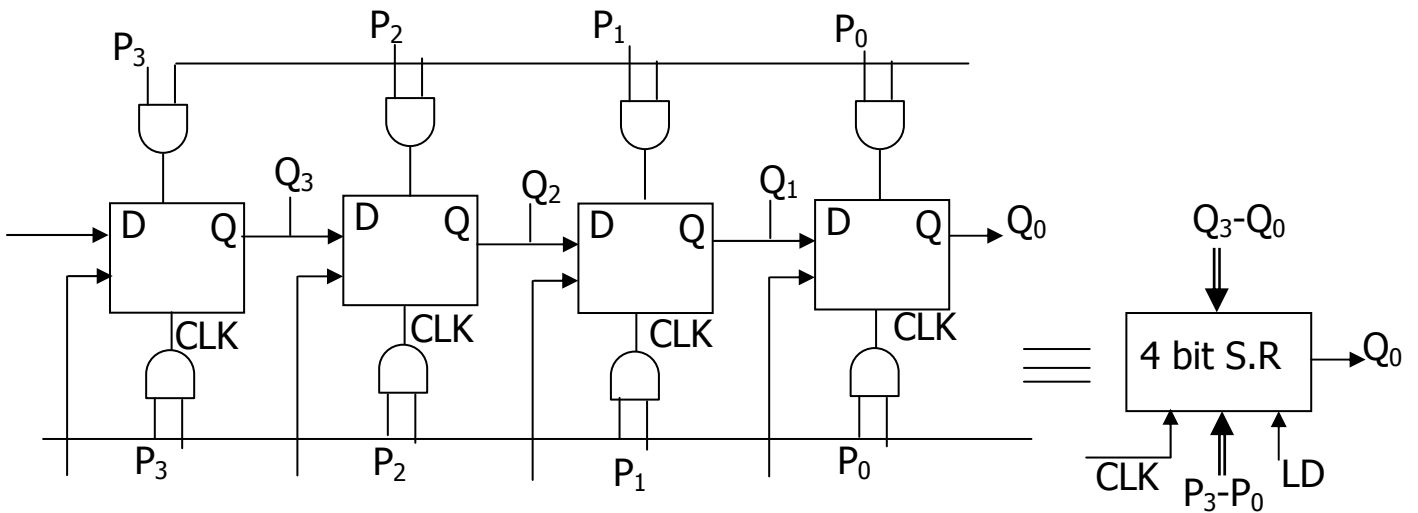 P₃ P₂ P₁ P₀
Q₃ Q₂ Q₁
D Q D Q D Q D Q Q₀
CLK CLK CLK CLK
P₃ P₂ P₁ P₀
Q₃-Q₀
4 bit S.R Q₀
CLK P₃-P₀ LD